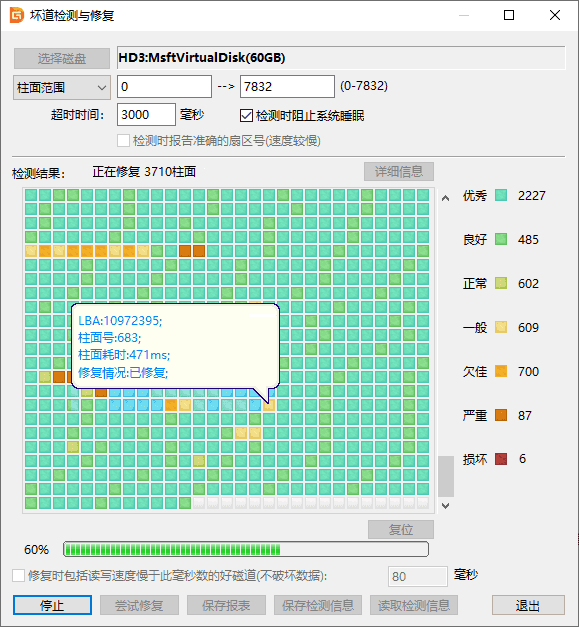 坏道检测与修复
选择磁盘 HD3:MsftVirtualDisk(60GB)
柱面范围 0 --> 7832 (0-7832)
超时时间: 3000 毫秒 检测时阻止系统睡眠
检测时报告准确的扇区号(速度较慢)
检测结果: 正在修复 3710柱面 详细信息
优秀 2227
良好 485
正常 602
一般 609
欠佳 700
严重 87
损坏 6
LBA:10972395;
柱面号:683;
柱面耗时:471ms;
修复情况:已修复;
复位
60%
修复时包括读写速度慢于此毫秒数的好磁道(不破坏数据): 80 毫秒
停止 尝试修复 保存报表 保存检测信息 读取检测信息 退出